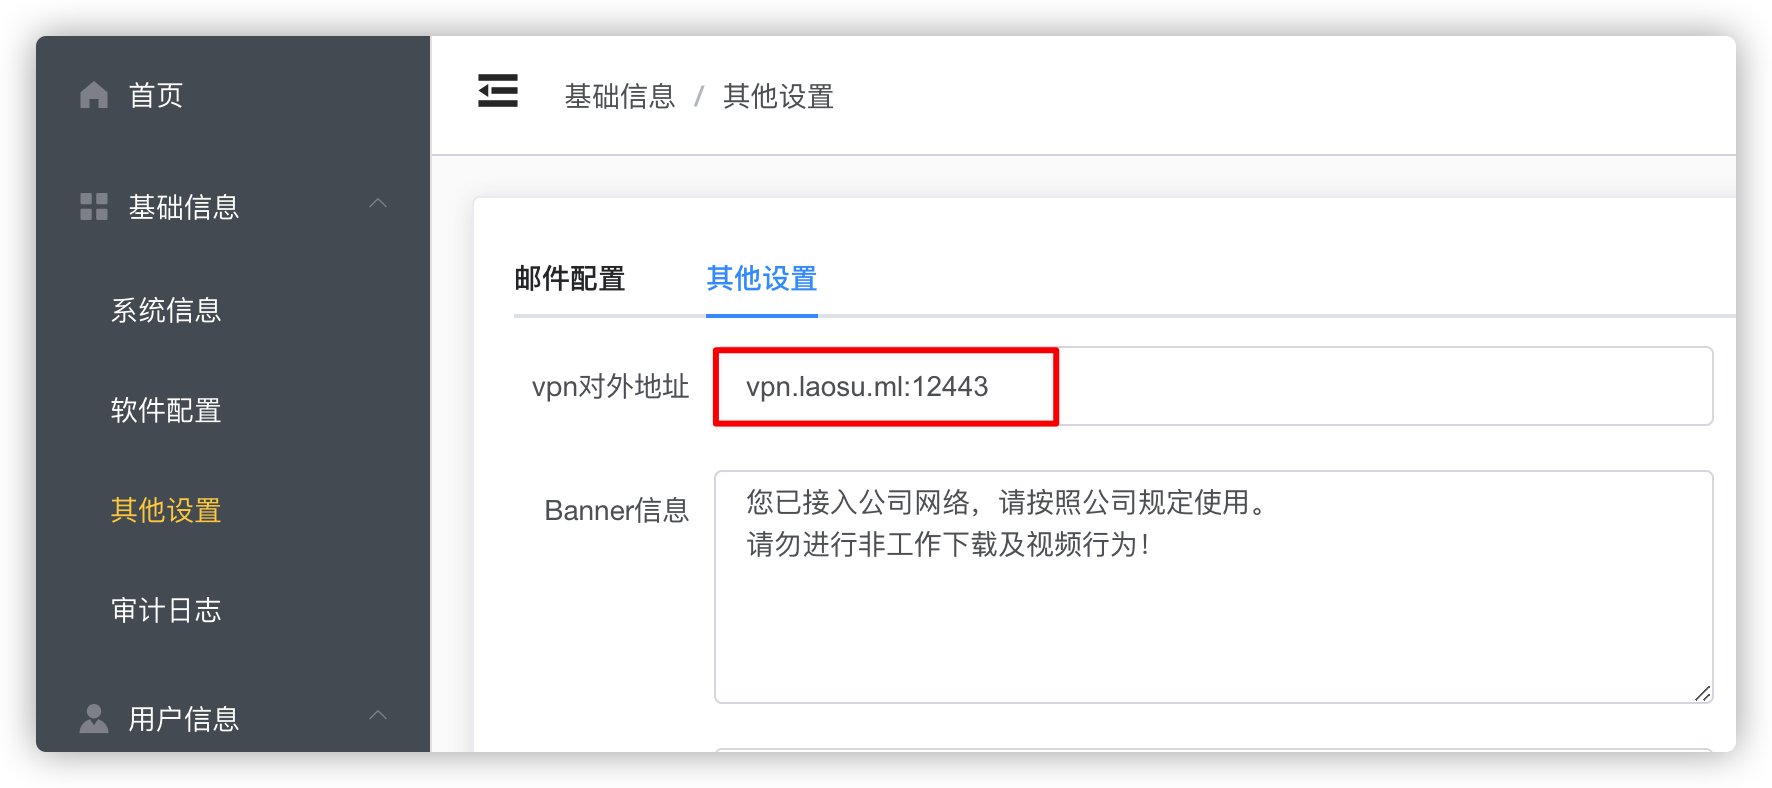 首页
基础信息
系统信息
软件配置
其他设置
审计日志
用户信息
基础信息 / 其他设置
邮件配置
其他设置
vpn对外地址
vpn.laosu.ml:12443
Banner信息
您已接入公司网络，请按照公司规定使用。
请勿进行非工作下载及视频行为！